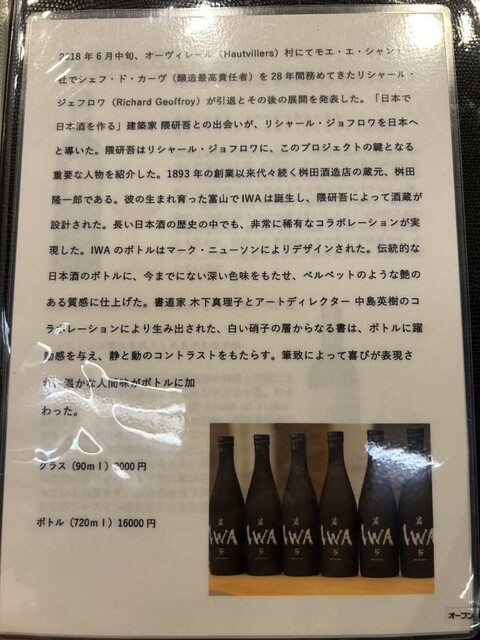 2018 年 6 月中旬、オーヴィレール（Hautvillers）村にてモエ・エ・シャン
社でシェフ・ド・カーヴ（醸造最高責任者）を 28 年間務めてきたリシャール・
ジェフロワ（Richard Geoffroy）が引退とその後の展開を発表した。「日本で
日本酒を作る」建築家 隈研吾との出会いが、リシャール・ジョフロワを日本へ
と導いた。隈研吾はリシャール・ジョフロワに、このプロジェクトの鍵となる
重要な人物を紹介した。1893 年の創業以来代々続く桝田酒造店の蔵元、桝田
隆一郎である。彼の生まれ育った富山で IWA は誕生し、隈研吾によって酒蔵が
設計された。長い日本酒の歴史の中でも、非常に稀有なコラボレーションが実
現した。IWA のボトルはマーク・ニューソンによりデザインされた。伝統的な
日本酒のボトルに、今までにない深い色味をもたせ、ベルベットのような艶の
ある質感に仕上げた。書道家 木下真理子とアートディレクター 中島英樹のコ
ラボレーションにより生み出された、白い硝子の層からなる書は、ボトルに躍
動感を与え、静と動のコントラストをもたらす。筆致によって喜びが表現さ
れ、温かな人間味がボトルに加
わった。
グラス（90ml）2000 円
ボトル（720ml）16000 円
IWA 5
IWA 5
IWA 5
IWA 5
IWA 5
IWA 5
オープン